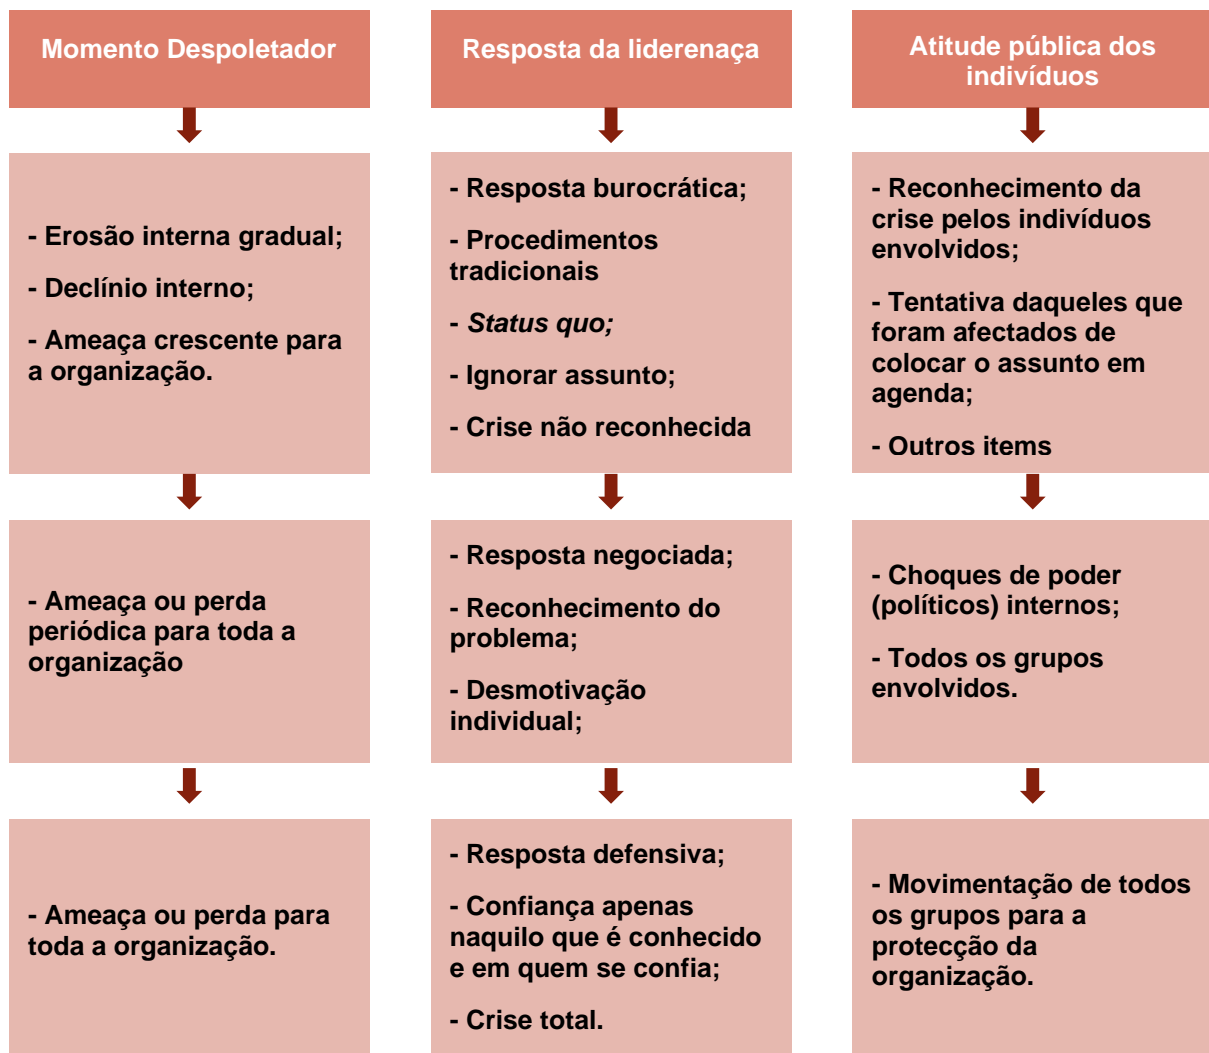 Momento Despoletador
Resposta da liderenaça
Atitude pública dos
indivíduos
- Erosão interna gradual;
- Declínio interno;
- Ameaça crescente para
a organização.
- Resposta burocrática;
- Procedimentos
tradicionais
- Status quo;
- Ignorar assunto;
- Crise não reconhecida
- Reconhecimento da
crise pelos indivíduos
envolvidos;
- Tentativa daqueles que
foram afectados de
colocar o assunto em
agenda;
- Outros items
- Ameaça ou perda
periódica para toda a
organização
- Resposta negociada;
- Reconhecimento do
problema;
- Desmotivação
individual;
- Choques de poder
(políticos) internos;
- Todos os grupos
envolvidos.
- Ameaça ou perda para
toda a organização.
- Resposta defensiva;
- Confiança apenas
naquilo que é conhecido
e em quem se confia;
- Crise total.
- Movimentação de todos
os grupos para a
protecção da
organização.